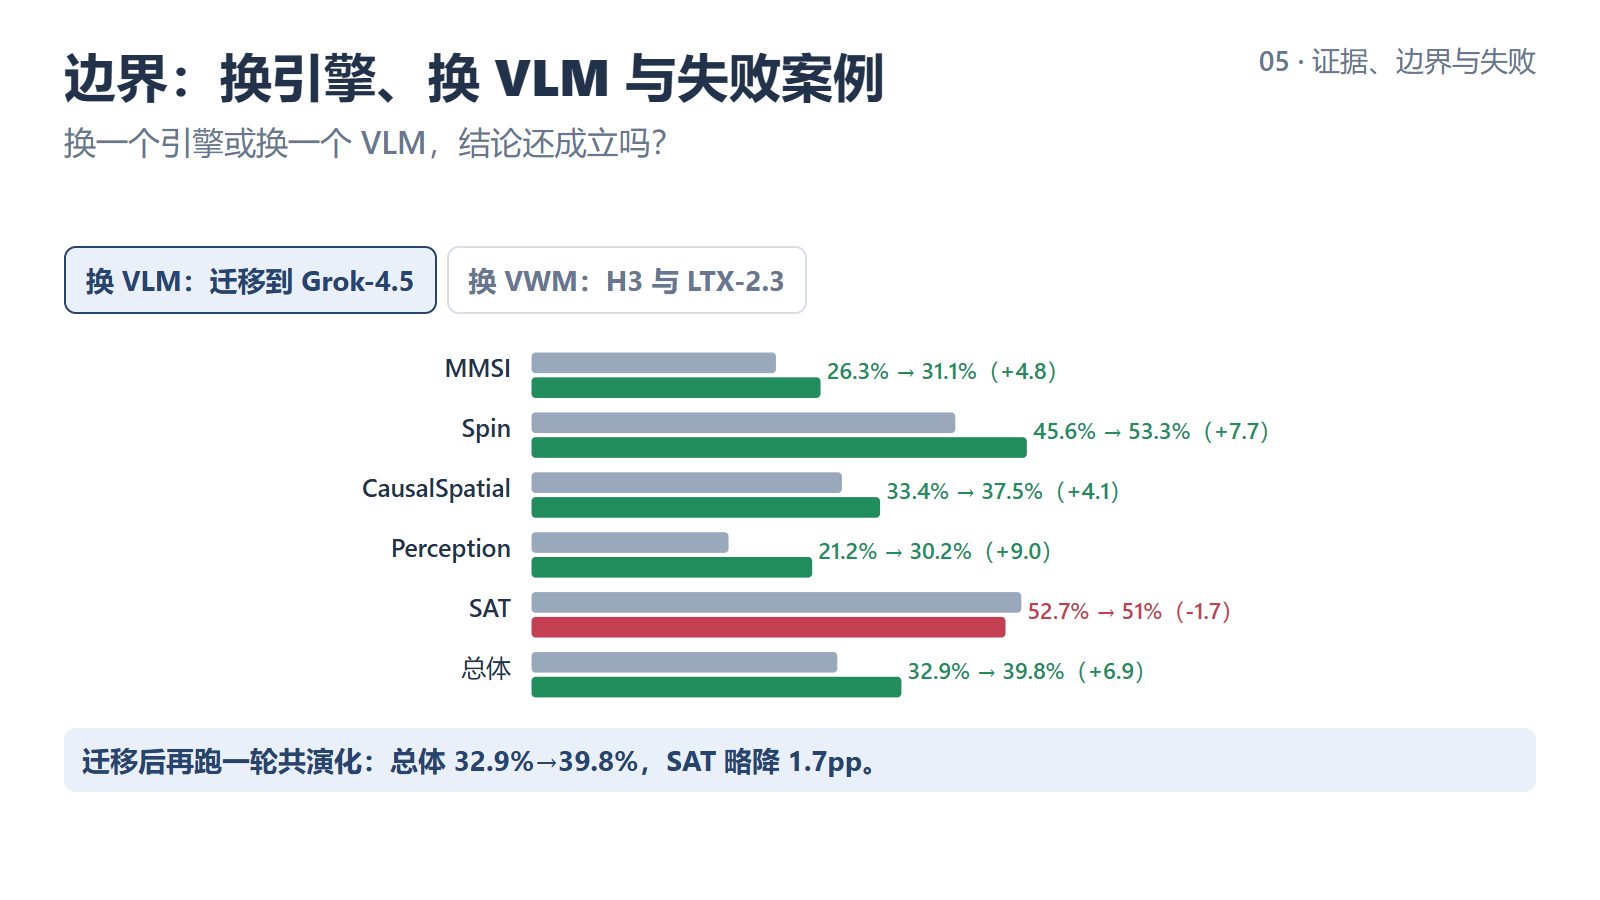 边界：换引擎、换 VLM 与失败案例
05 · 证据、边界与失败
换一个引擎或换一个 VLM，结论还成立吗？
换 VLM：迁移到 Grok-4.5
换 VWM：H3 与 LTX-2.3
MMSI
26.3% → 31.1%（+4.8）
Spin
45.6% → 53.3%（+7.7）
CausalSpatial
33.4% → 37.5%（+4.1）
Perception
21.2% → 30.2%（+9.0）
SAT
52.7% → 51%（-1.7）
总体
32.9% → 39.8%（+6.9）
迁移后再跑一轮共演化：总体 32.9%→39.8%，SAT 略降 1.7pp。